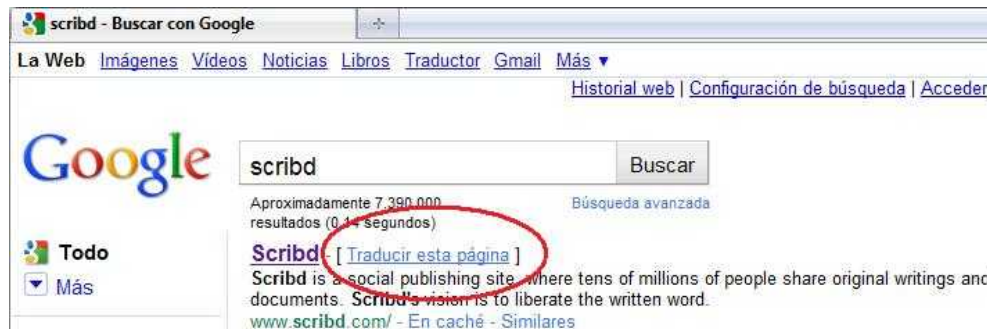 scribd - Buscar con Google
La Web Imágenes Vídeos Noticias Libros Traductor Gmail Más ▼
Historial web | Configuración de búsqueda | Acceder
Google
scribd
Buscar
Aproximadamente 7.390.000
resultados (0,14 segundos)
Búsqueda avanzada
Todo
Más
Scribd - [ Traducir esta página ]
Scribd is a social publishing site, where tens of millions of people share original writings and
documents. Scribd's vision is to liberate the written word.
www.scribd.com/ - En caché - Similares